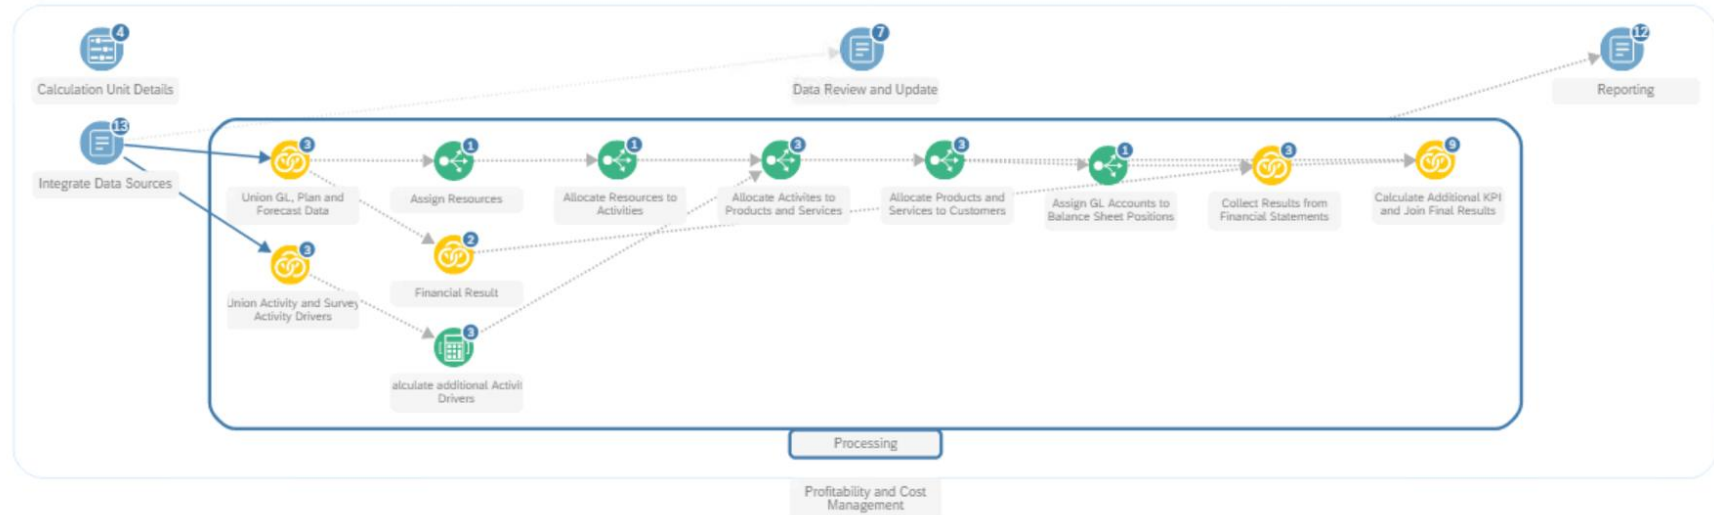 4
Calculation Unit Details
7
Data Review and Update
12
Reporting
13
Integrate Data Sources
3
Union GL, Plan and
Forecast Data
1
Assign Resources
1
Allocate Resources to
Activities
3
Allocate Activites to
Products and Services
3
Allocate Products and
Services to Customers
1
Assign GL Accounts to
Balance Sheet Positions
3
Collect Results from
Financial Statements
9
Calculate Additional KPI
and Join Final Results
3
Union Activity and Survey
Activity Drivers
2
Financial Result
3
alculate additional Activit
Drivers
Processing
Profitability and Cost
Management